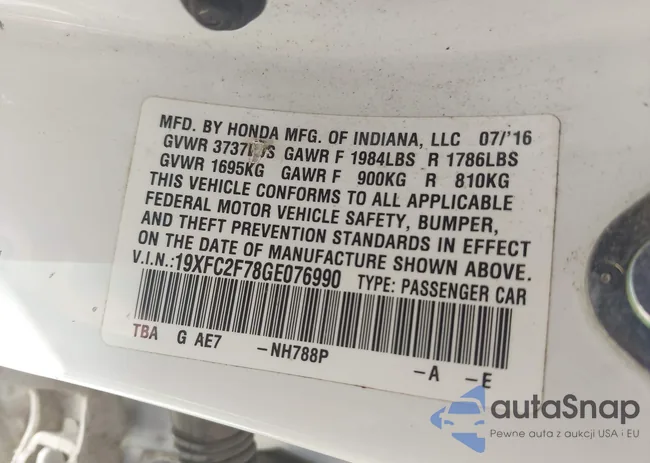 MFD. BY HONDA MFG. OF INDIANA, LLC 07/'16
GVWR 3737LBS GAWR F 1984LBS R 1786LBS
GVWR 1695KG GAWR F 900KG R 810KG
THIS VEHICLE CONFORMS TO ALL APPLICABLE
FEDERAL MOTOR VEHICLE SAFETY, BUMPER,
AND THEFT PREVENTION STANDARDS IN EFFECT
ON THE DATE OF MANUFACTURE SHOWN ABOVE.
V.I.N.:19XFC2F78GE076990 TYPE: PASSENGER CAR
TBA G AE7 -NH788P -A -E
autaSnap
Pewne auta z aukcji USA i EU